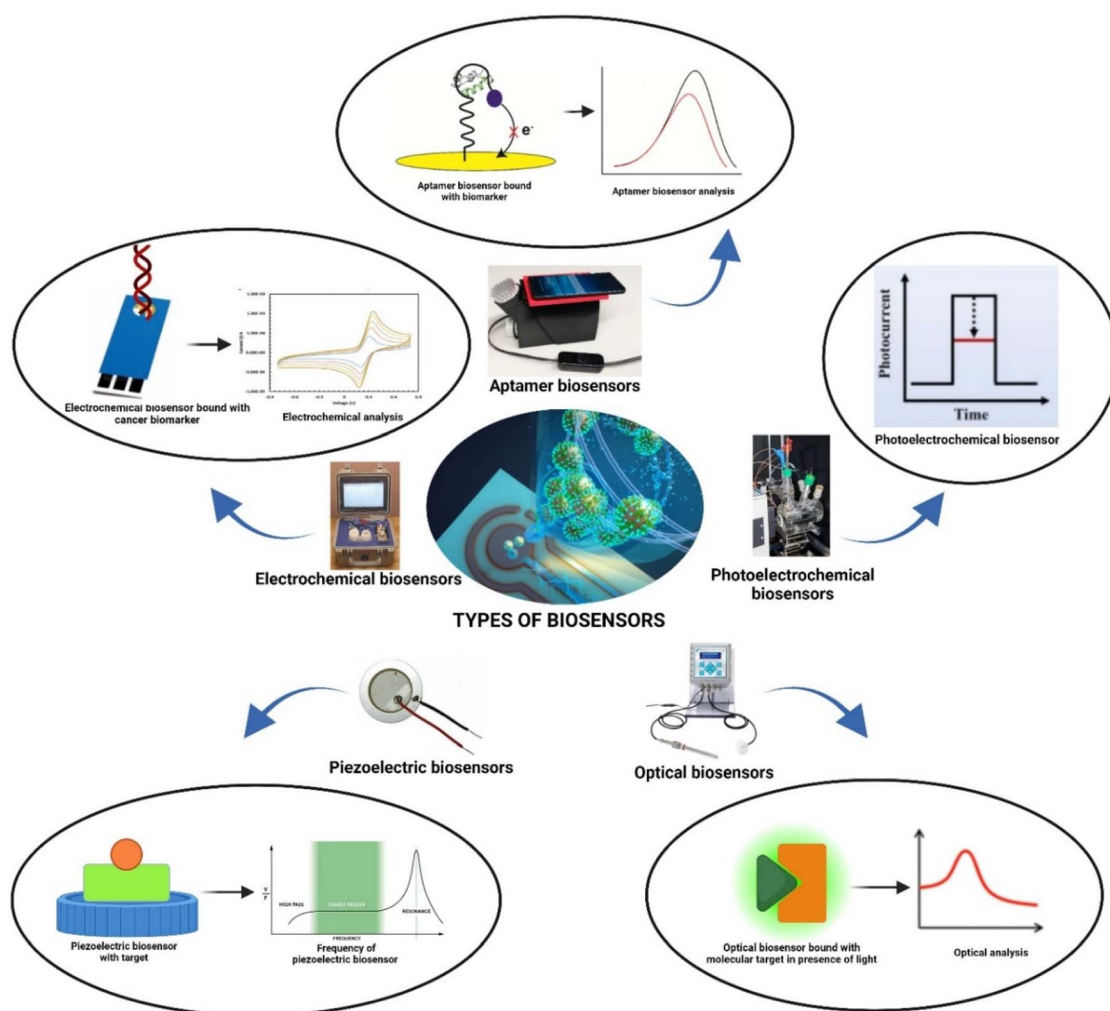 e-
Aptamer biosensor bound
with biomarker
Aptamer biosensor analysis
Aptamer biosensors
Electrochemical biosensor bound with
cancer biomarker
Voltage (V)
Electrochemical analysis
Electrochemical biosensors
Photocurrent
Time
Photoelectrochemical biosensor
Photoelectrochemical
biosensors
TYPES OF BIOSENSORS
Piezoelectric biosensors
Optical biosensors
Piezoelectric biosensor
with target
HIGH PASS
USABLE REGION
RESONANCE
FREQUENCY
Frequency of
piezoelectric biosensor
Optical biosensor bound with
molecular target in presence of light
Optical analysis